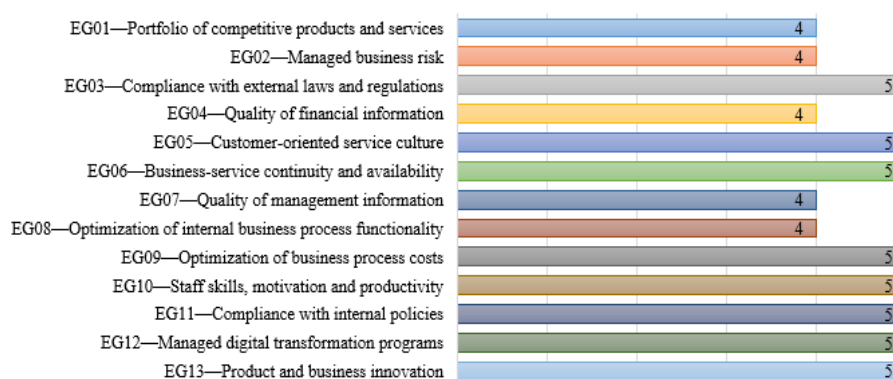 EG01—Portfolio of competitive products and services 4
EG02—Managed business risk 4
EG03—Compliance with external laws and regulations 5
EG04—Quality of financial information 4
EG05—Customer-oriented service culture 5
EG06—Business-service continuity and availability 5
EG07—Quality of management information 4
EG08—Optimization of internal business process functionality 4
EG09—Optimization of business process costs 5
EG10—Staff skills, motivation and productivity 5
EG11—Compliance with internal policies 5
EG12—Managed digital transformation programs 5
EG13—Product and business innovation 5